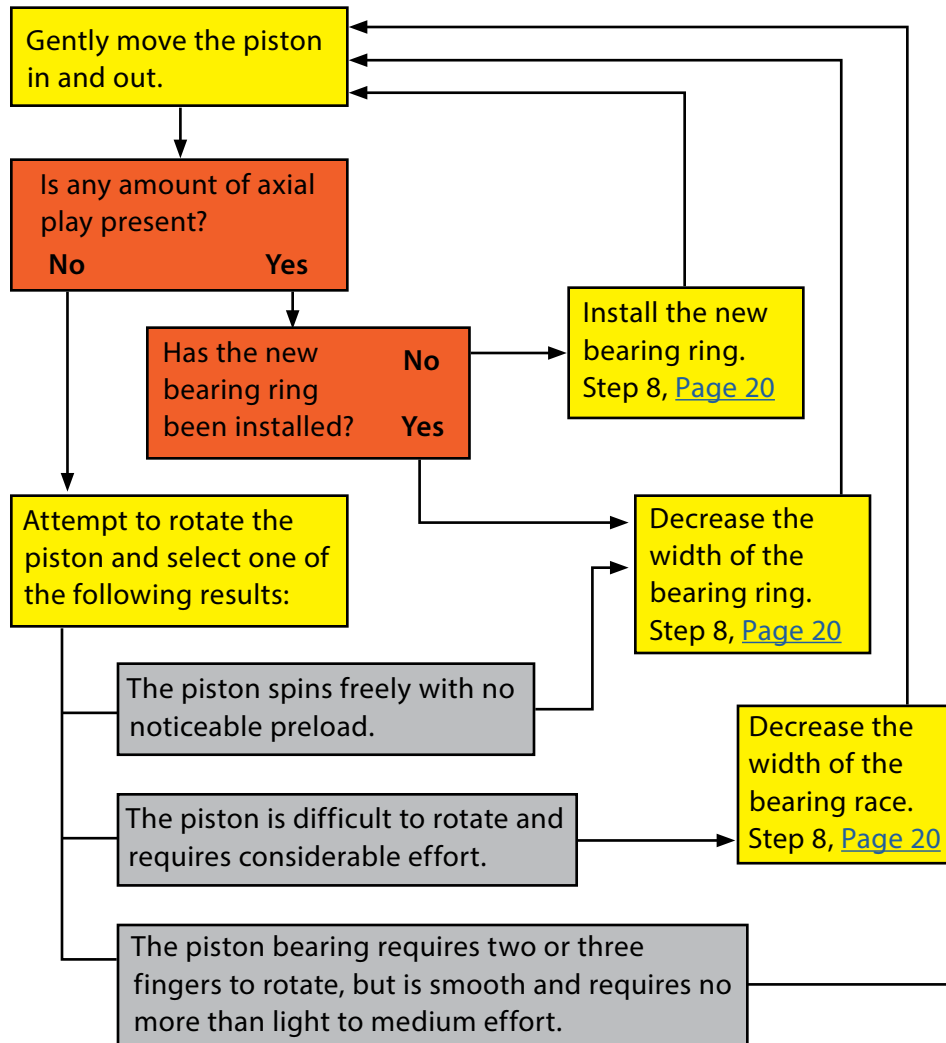 Gently move the piston
in and out.
Is any amount of axial
play present?
No Yes
Has the new
bearing ring
been installed?
No
Yes
Install the new
bearing ring.
Step 8, Page 20
Attempt to rotate the
piston and select one of
the following results:
Decrease the
width of the
bearing ring.
Step 8, Page 20
The piston spins freely with no
noticeable preload.
Decrease the
width of the
bearing race.
Step 8, Page 20
The piston is difficult to rotate and
requires considerable effort.
The piston bearing requires two or three
fingers to rotate, but is smooth and requires no
more than light to medium effort.